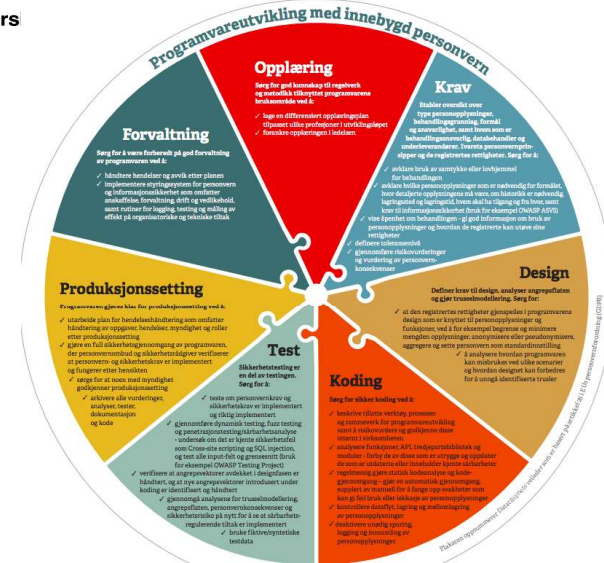 rs
Programvareutvikling med innebygd personvern
Opplæring
Sørg for god kunnskap til regelverk
og metodikk tilknyttet programvarens
bruksområde ved å:
✓ lage en differensiert opplæringsplan
tilpasset ulike profesjoner i utviklingsløpet
✓ forankre opplæringen i ledelsen
Krav
Etabler oversikt over
type personopplysninger,
behandlingsgrunnlag, formål
og ansvarlighet, samt hvem som er
behandlingsansvarlig, databehandler og
underleverandører. Ivareta personvernprin-
sipper og de registrertes rettigheter. Sørg for å:
✓ avklare bruk av samtykke eller lovhjemmel
for behandlingen
✓ avklare hvilke personopplysninger som er nødvendig for formålet,
hvor detaljerte opplysningene må være, om historikk er nødvendig,
lagringssted og lagringstid, hvem skal ha tilgang og fra hvor, samt
krav til informasjonssikkerhet (bruk for eksempel OWASP ASVS)
✓ vise åpenhet om behandlingen - gi god informasjon om bruk av
personopplysninger og hvordan de registrerte kan utøve sine
rettigheter
✓ definere toleransenivå
✓ gjennomføre risikovurderinger
og vurdering av personvern-
konsekvenser
Design
Definer krav til design, analyser angrepsflaten
og gjør trusselmodellering. Sørg for:
✓ at den registrertes rettigheter gjenspeiles i programvarens
design som er knyttet til personopplysninger og
funksjoner, ved å for eksempel begrense og minimere
mengden opplysninger, anonymisere eller pseudonymisere,
aggregere og sette personvern som standardinnstilling
✓ å analysere hvordan programvaren
kan misbrukes ved ulike scenarier
og hvordan designet kan forbedres
for å unngå identifiserte trusler
Koding
Sørg for sikker koding ved å:
✓ beskrive tillatte verktøy, prosesser
og rammeverk for programvareutvikling
samt å risikovurdere og godkjenne disse
internt i virksomheten
✓ analysere funksjoner, API, tredjepartsbibliotek og
moduler - forby de av disse som er utrygge og oppdater
de som er utdaterte eller inneholder kjente sårbarheter
✓ regelmessig gjøre statisk kodeanalyse og kode-
gjennomgang – gjør en automatisk gjennomgang,
supplert av manuell for å fange opp svakheter som
kan gi feil bruk eller lekkasje av personopplysninger
✓ kontrollere dataflyt, lagring og mellomlagring
av personopplysninger
✓ deaktivere unødig sporing,
logging og innsamling av
personopplysninger
Test
Sikkerhetstesting er
en del av testingen.
Sørg for å:
✓ teste om personvernkrav og
sikkerhetskrav er implementert
og riktig implementert
✓ gjennomføre dynamisk testing, fuzz testing
og penetrasjonstesting/sårbarhetsanalyse
- undersøk om det er kjente sikkerhetsfeil
som Cross-site scripting og SQL injection,
og test alle input-felt og grensesnitt (bruk
for eksempel OWASP Testing Project)
✓ verifisere at angrepsvektorer avdekket i designfasen er
håndtert, og at nye angrepsvektorer introdusert under
koding er identifisert og håndtert
✓ gjennomgå analysene for trusselmodellering,
angrepsflaten, personvernkonsekvenser og
sikkerhetsrisiko på nytt for å se at sårbarhets-
regulerende tiltak er implementert
✓ bruke fiktive/syntetiske
testdata
Produksjonssetting
Programvaren gjøres klar for produksjonssetting ved å:
✓ utarbeide plan for hendelseshåndtering som omfatter
håndtering av oppgaver, hendelser, myndighet og roller
etter produksjonssetting
✓ gjøre en full sikkerhetsgjennomgang av programvaren,
der personvernombud og sikkerhetsrådgiver verifiserer
at personvern- og sikkerhetskrav er implementert
og fungerer etter hensikten
✓ sørge for at noen med myndighet
godkjenner produksjonssetting
✓ arkivere alle vurderinger,
analyser, tester,
dokumentasjon
og kode
Forvaltning
Sørg for å være forberedt på god forvaltning
av programvaren ved å:
✓ håndtere hendelser og avvik etter planen
✓ implementere styringssystem for personvern
og informasjonssikkerhet som omfatter
anskaffelse, forvaltning, drift og vedlikehold,
samt rutiner for logging, testing og måling av
effekt på organisatoriske og tekniske tiltak
Plakaten oppsummerer Datatilsynets veileder som er basert på artikkel 25 i EUs personvernforordning (GDPR)